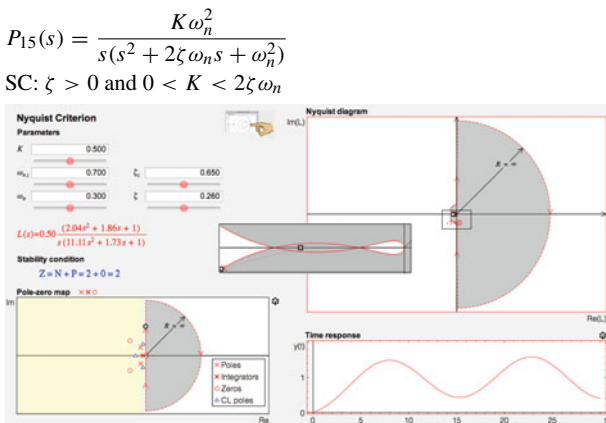 P₁₅(s) = Kωₙ² / s(s² + 2ζωₙs + ωₙ²)
SC: ζ > 0 and 0 < K < 2ζωₙ
Nyquist Criterion
Parameters
K 0.500
ωₙ,z 0.700 ζz 0.650
ωₙ 0.300 ζ 0.260
L(s)=0.50 (2.04s² + 1.86s + 1) / s(11.11s² + 1.73s + 1)
Stability condition
Z = N + P = 2 + 0 = 2
Pole-zero map
Im
R = ∞
Poles
Integrators
Zeros
CL poles
Re
Nyquist diagram
Im(L)
R = ∞
Re(L)
Time response
y(t)
1
0
0 5 10 15 20 25